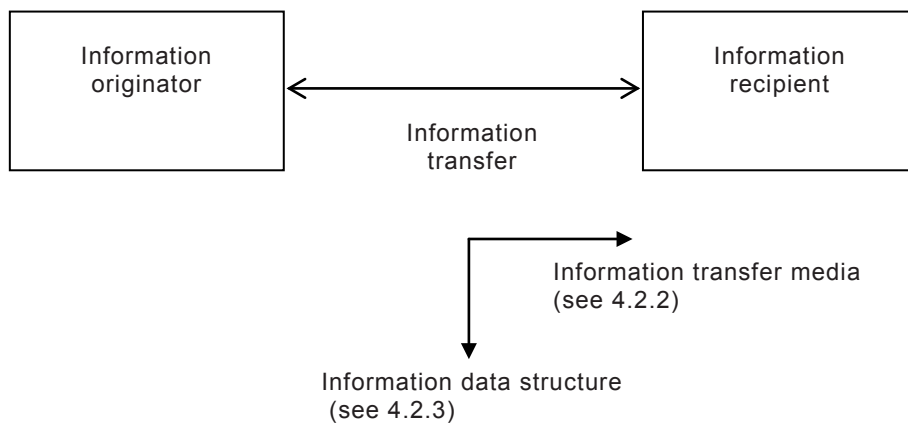 Information
originator
Information
recipient
Information
transfer
Information transfer media
(see 4.2.2)
Information data structure
(see 4.2.3)